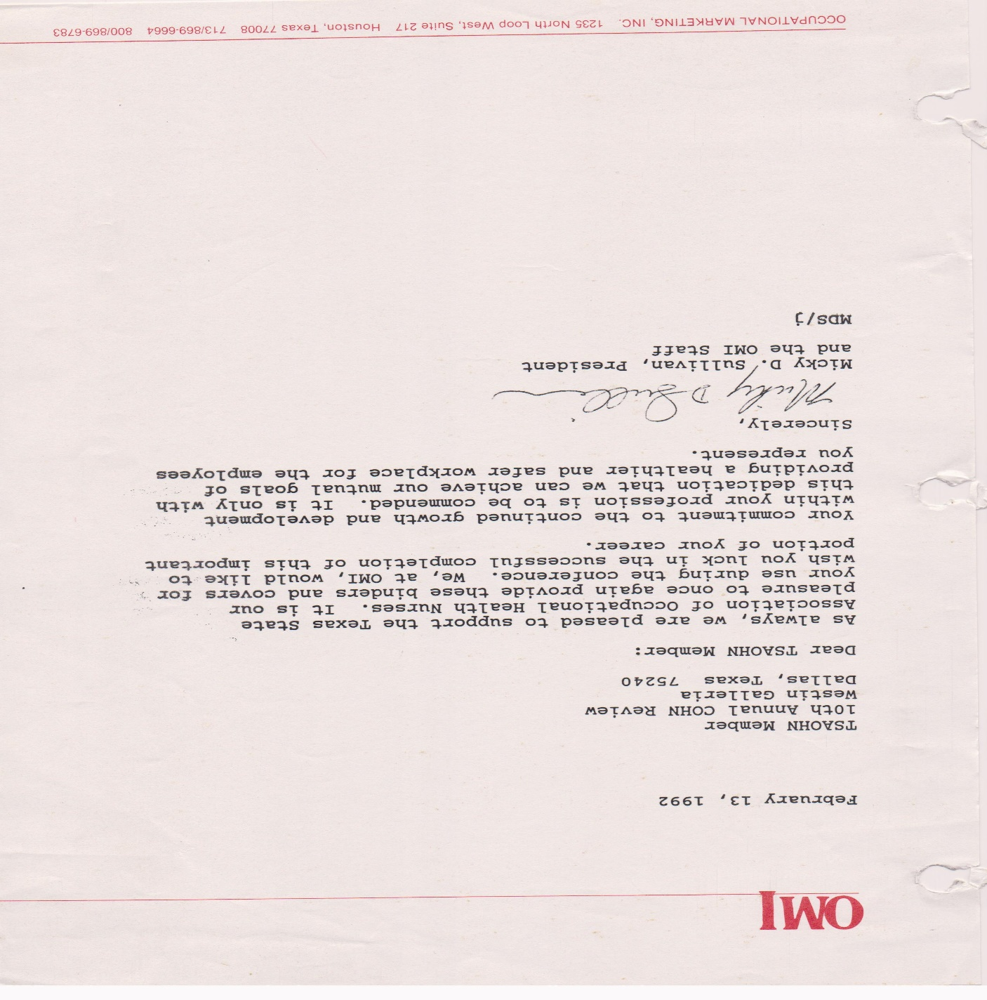 OMI
February 13, 1992
TSAOHN Member
10th Annual COHN Review
Westin Galleria
Dallas, Texas  75240
Dear TSAOHN Member:
As always, we are pleased to support the Texas State
Association of Occupational Health Nurses.  It is our
pleasure to once again provide these binders and covers for
your use during the conference.  We, at OMI, would like to
wish you luck in the successful completion of this important
portion of your career.
Your commitment to the continued growth and development
within your profession is to be commended.  It is only with
this dedication that we can achieve our mutual goals of
providing a healthier and safer workplace for the employees
you represent.
Sincerely,
Micky D Sullivan
Micky D. Sullivan, President
and the OMI Staff
MDS/j
OCCUPATIONAL MARKETING, INC.  1235 North Loop West, Suite 217  Houston, Texas 77008  713/869-6664  800/869-6783